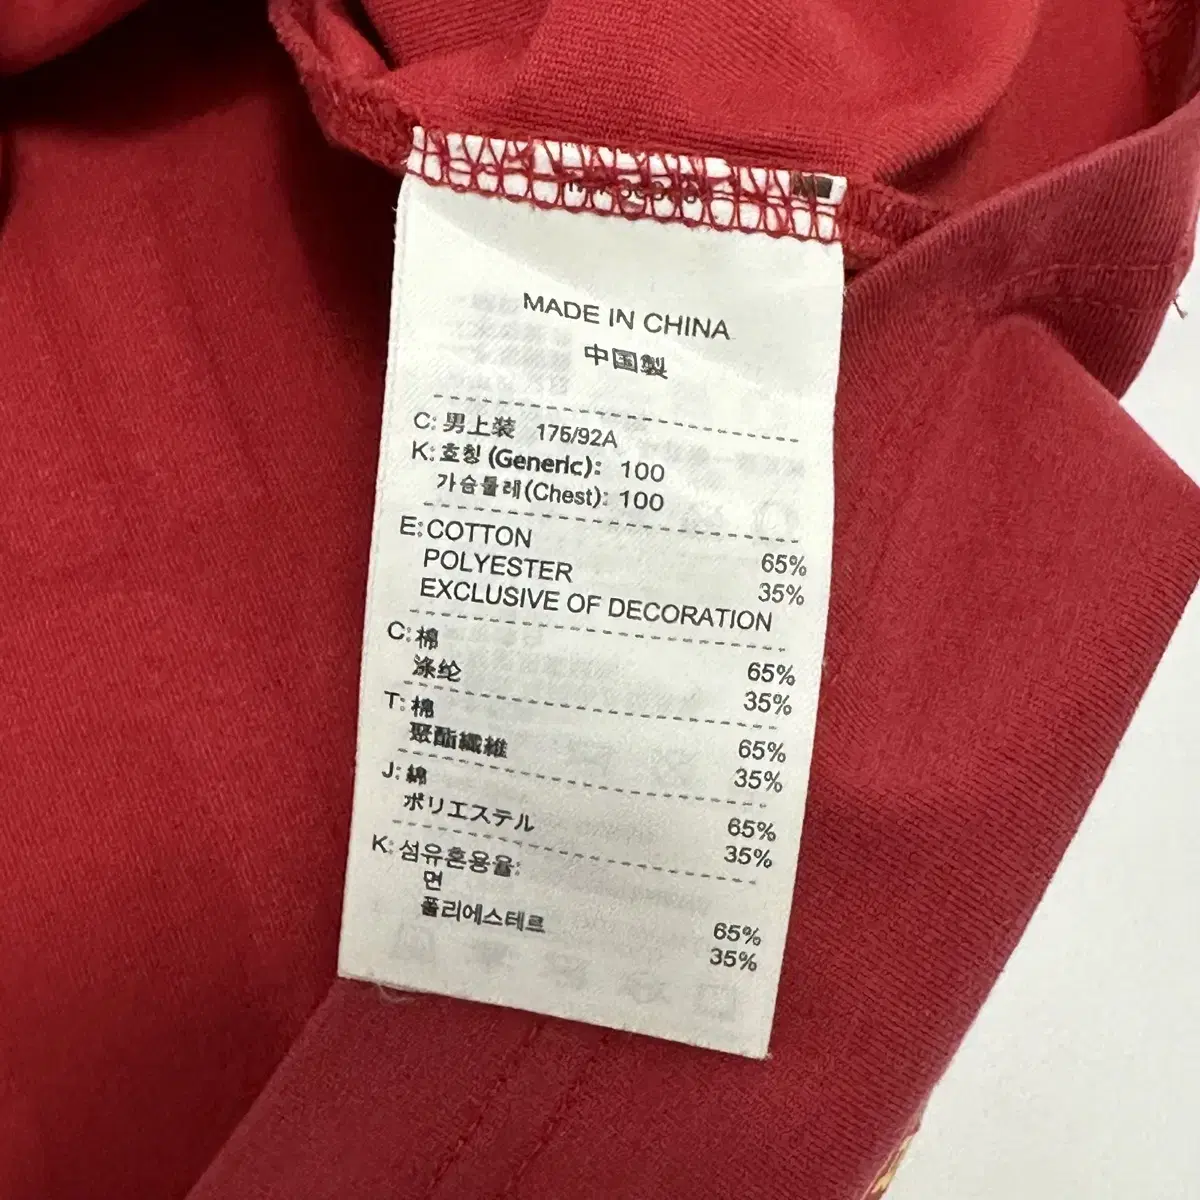 MADE IN CHINA
中国製
C: 男上装 175/92A
K: 호칭 (Generic): 100
가슴둘레(Chest): 100
E: COTTON 65%
POLYESTER 35%
EXCLUSIVE OF DECORATION
C: 棉 65%
涤纶 35%
T: 棉 65%
聚酯纖維 35%
J: 綿 65%
ポリエステル 35%
K: 섬유혼용율:
면 65%
폴리에스테르 35%